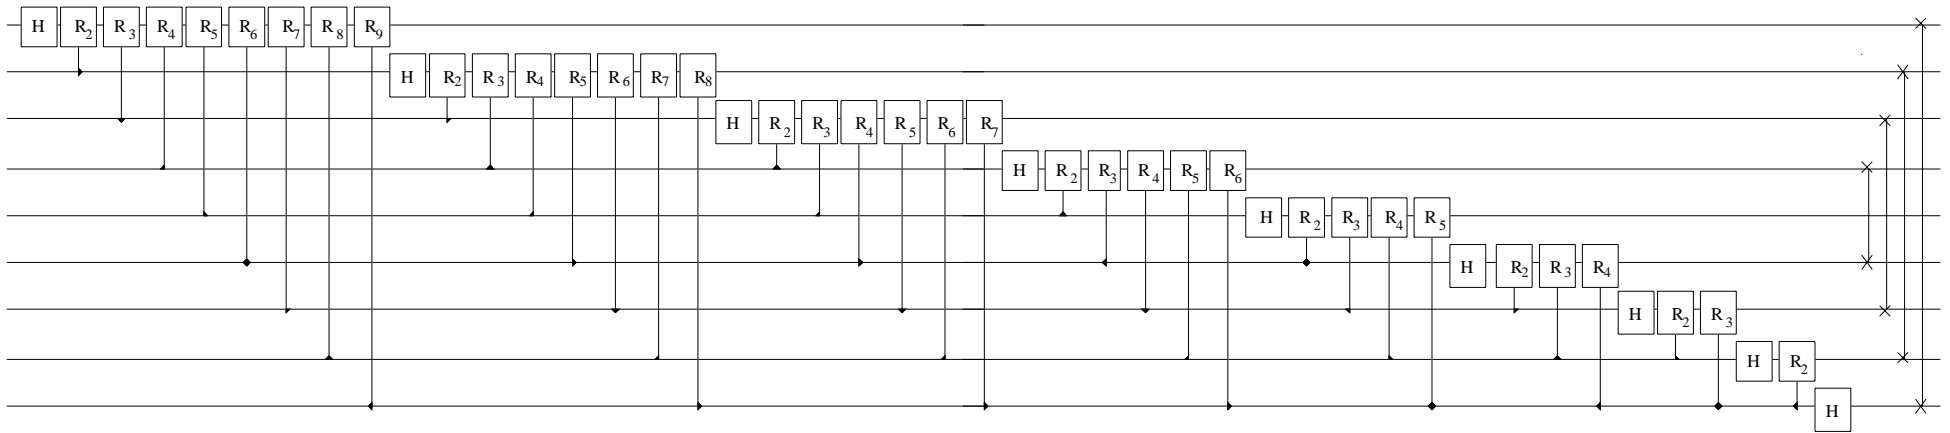 H R2 R3 R4 R5 R6 R7 R8 R9
H R2 R3 R4 R5 R6 R7 R8
H R2 R3 R4 R5 R6 R7
H R2 R3 R4 R5 R6
H R2 R3 R4 R5
H R2 R3 R4
H R2 R3
H R2
H